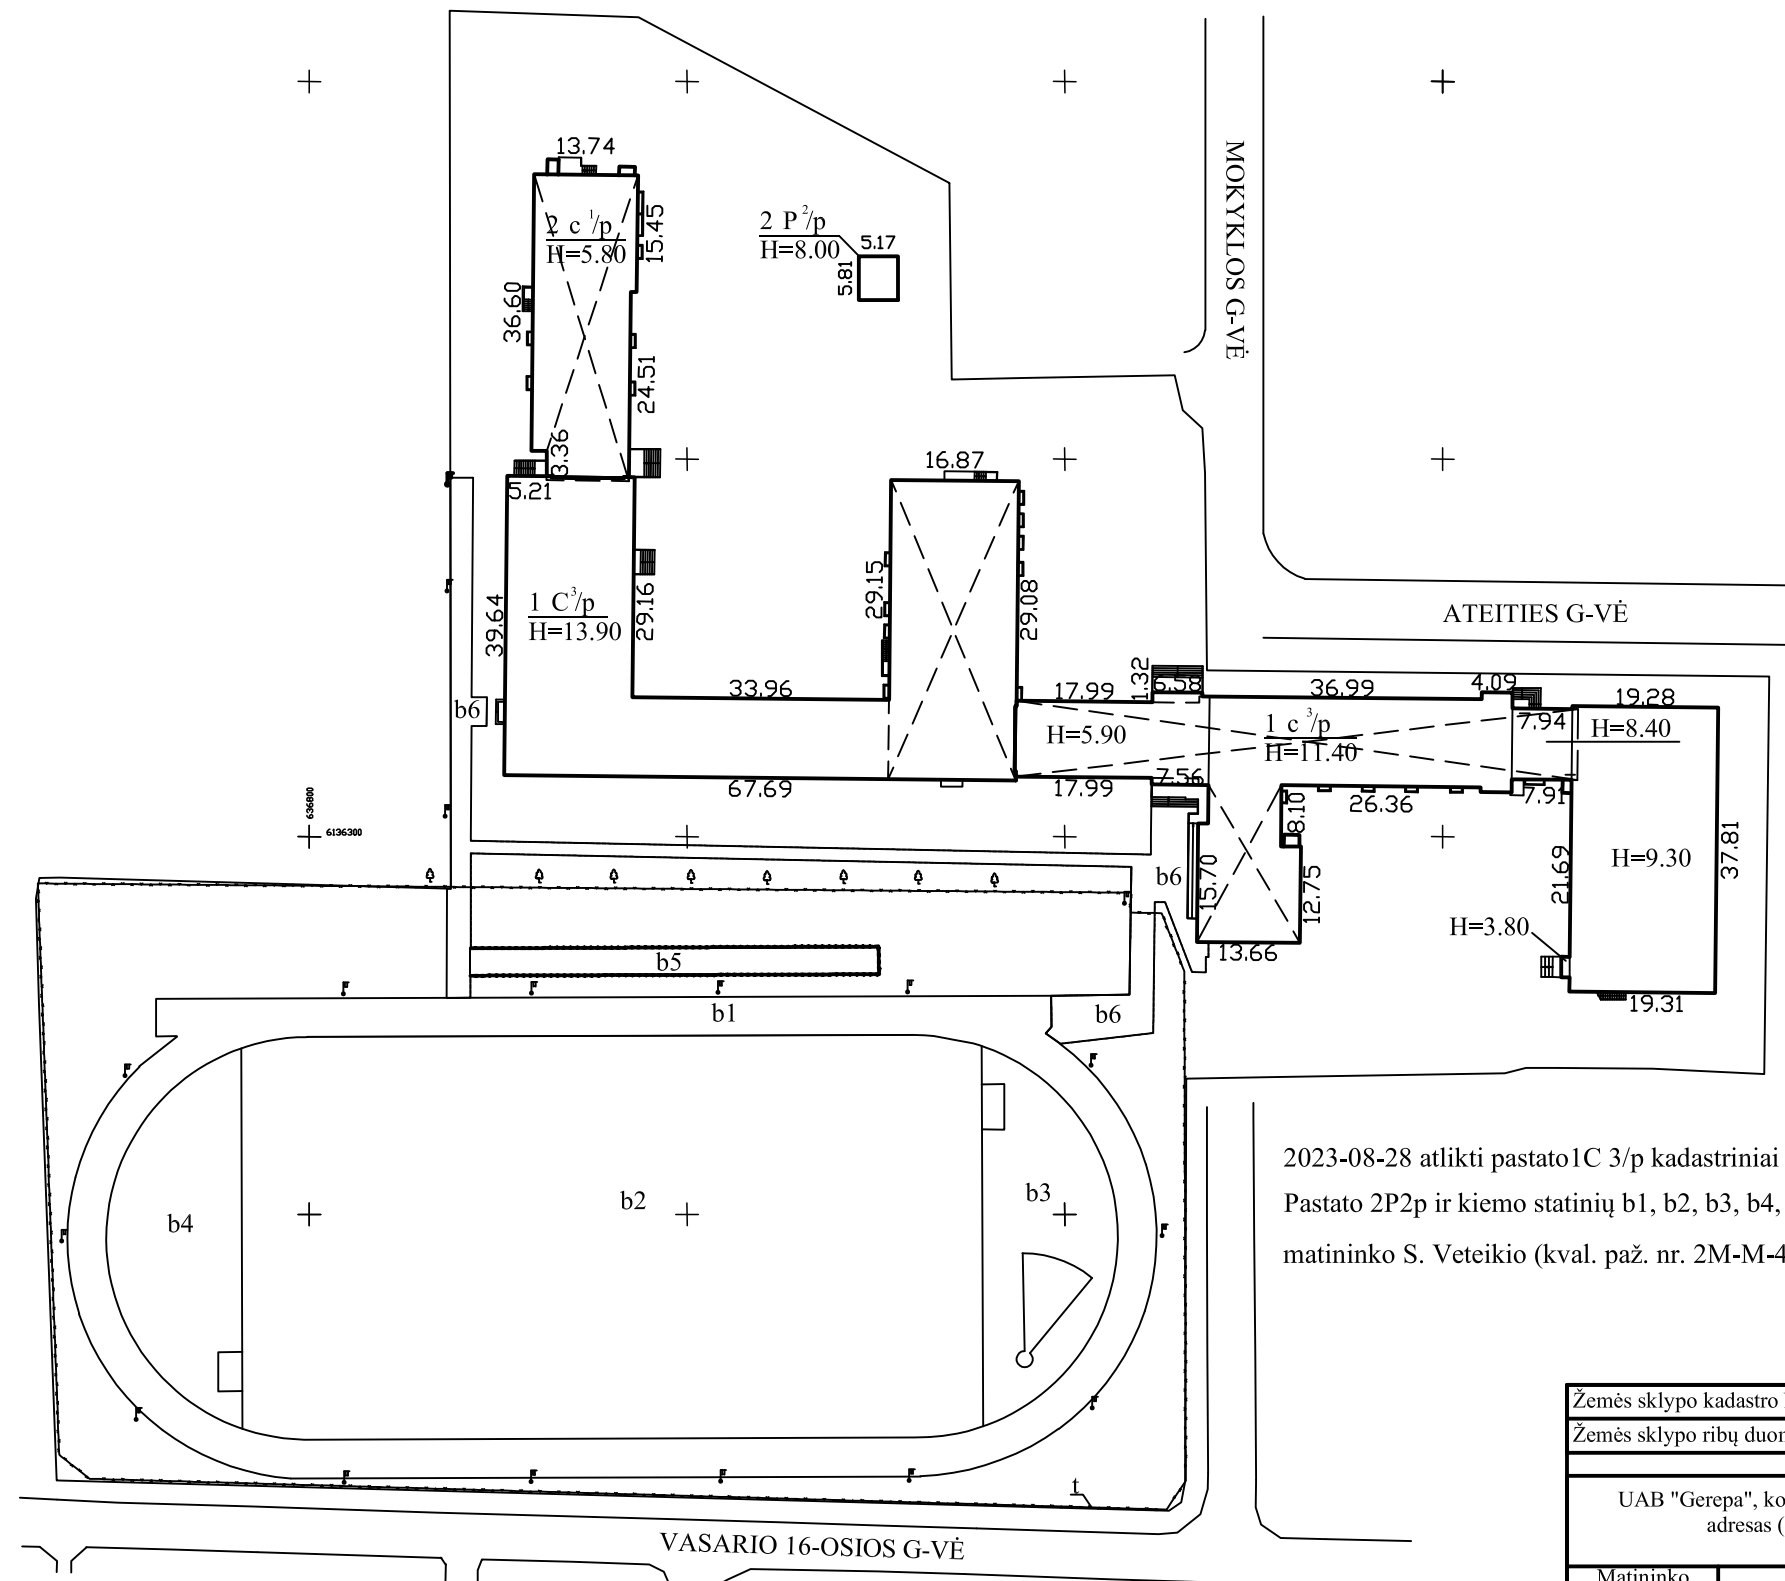 13.74
2 c 1/p
H=5.80
15.45
36.60
24.51
3.36
5.21
2 P 2/p
H=8.00
5.17
5.81
MOKYKLOS G-VĖ
16.87
29.15
29.08
39.64
1 C 3/p
H=13.90
29.16
ATEITIES G-VĖ
33.96
17.99
1.32
6.58
36.99
4.09
19.28
b6
H=5.90
1 c 3/p
H=11.40
7.94
H=8.40
67.69
17.99
7.56
26.36
7.91
8.10
636800
6136300
b6
15.70
12.75
21.69
H=9.30
37.81
H=3.80
13.66
19.31
b5
b1
b6
b4
b2
b3
2023-08-28 atlikti pastato1C 3/p kadastriniai
Pastato 2P2p ir kiemo statinių b1, b2, b3, b4,
matininko S. Veteikio (kval. paž. nr. 2M-M-4
t
VASARIO 16-OSIOS G-VĖ
Žemės sklypo kadastro
Žemės sklypo ribų duom
UAB "Gerepa", ko
adresas (
Matininko